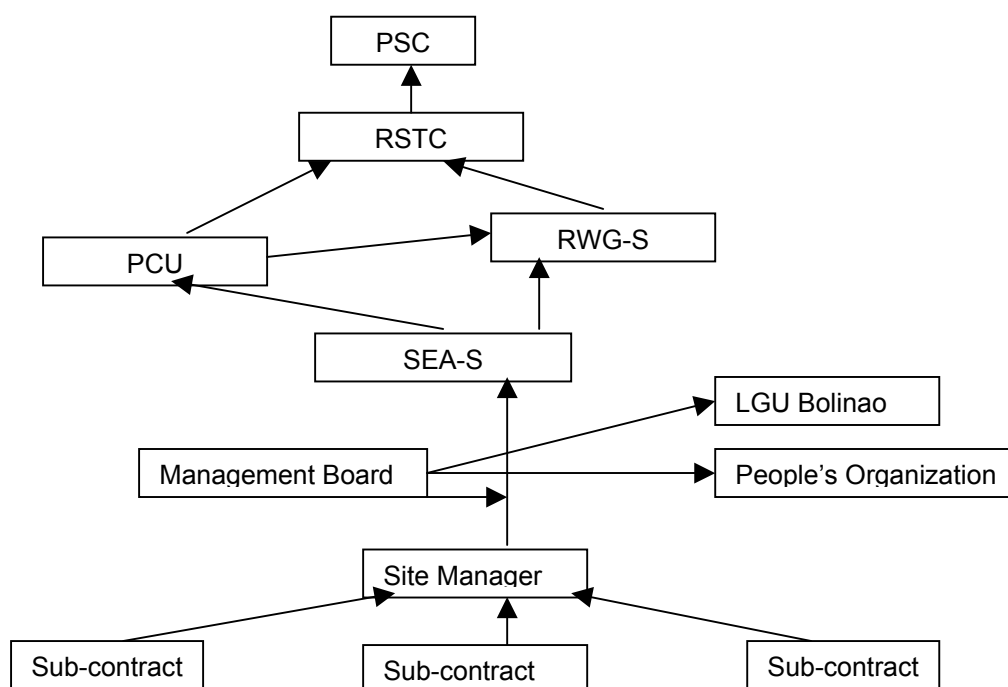 PSC
RSTC
RWG-S
PCU
SEA-S
LGU Bolinao
Management Board
People’s Organization
Site Manager
Sub-contract
Sub-contract
Sub-contract